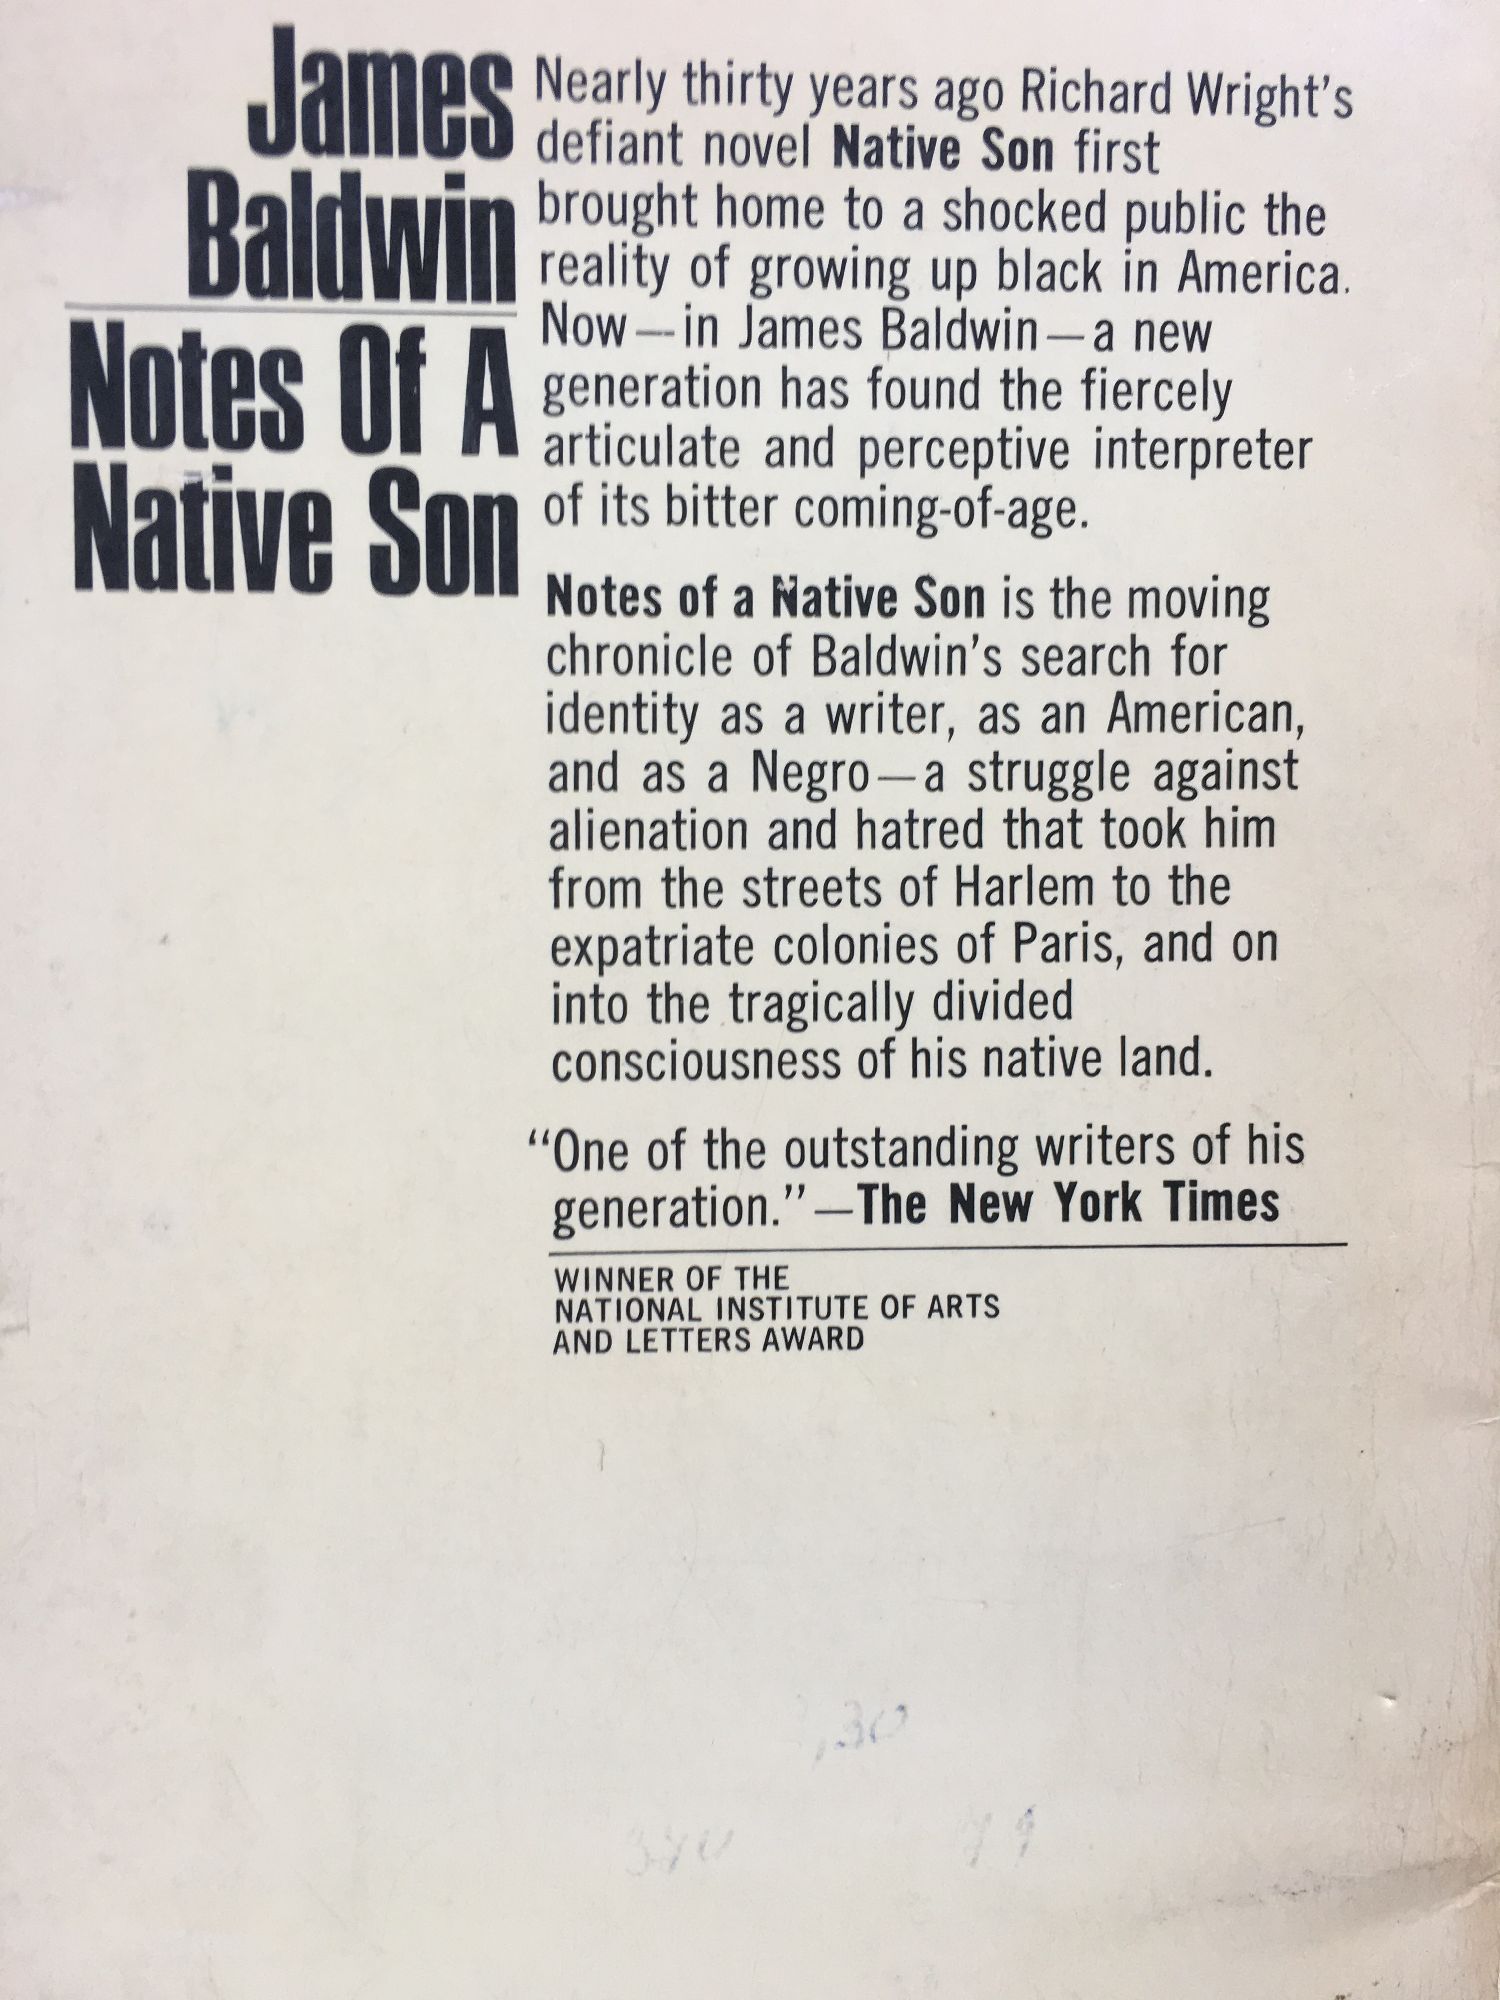 James
Baldwin
Notes Of A
Native Son
Nearly thirty years ago Richard Wright's
defiant novel Native Son first
brought home to a shocked public the
reality of growing up black in America.
Now—in James Baldwin—a new
generation has found the fiercely
articulate and perceptive interpreter
of its bitter coming-of-age.
Notes of a Native Son is the moving
chronicle of Baldwin's search for
identity as a writer, as an American,
and as a Negro—a struggle against
alienation and hatred that took him
from the streets of Harlem to the
expatriate colonies of Paris, and on
into the tragically divided
consciousness of his native land.
“One of the outstanding writers of his
generation.”—The New York Times
WINNER OF THE
NATIONAL INSTITUTE OF ARTS
AND LETTERS AWARD